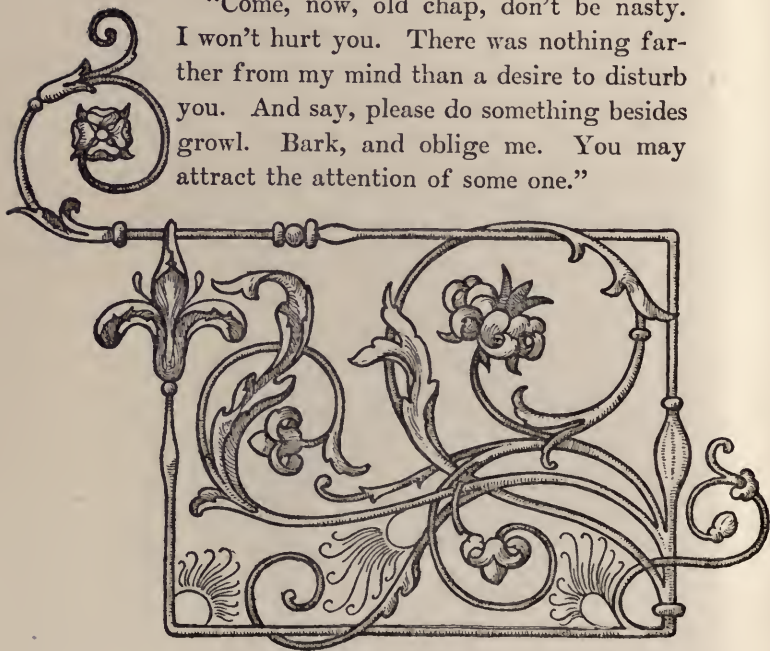 "Come, now, old chap, don't be nasty.
I won't hurt you. There was nothing far-
ther from my mind than a desire to disturb
you. And say, please do something besides
growl. Bark, and oblige me. You may
attract the attention of some one."